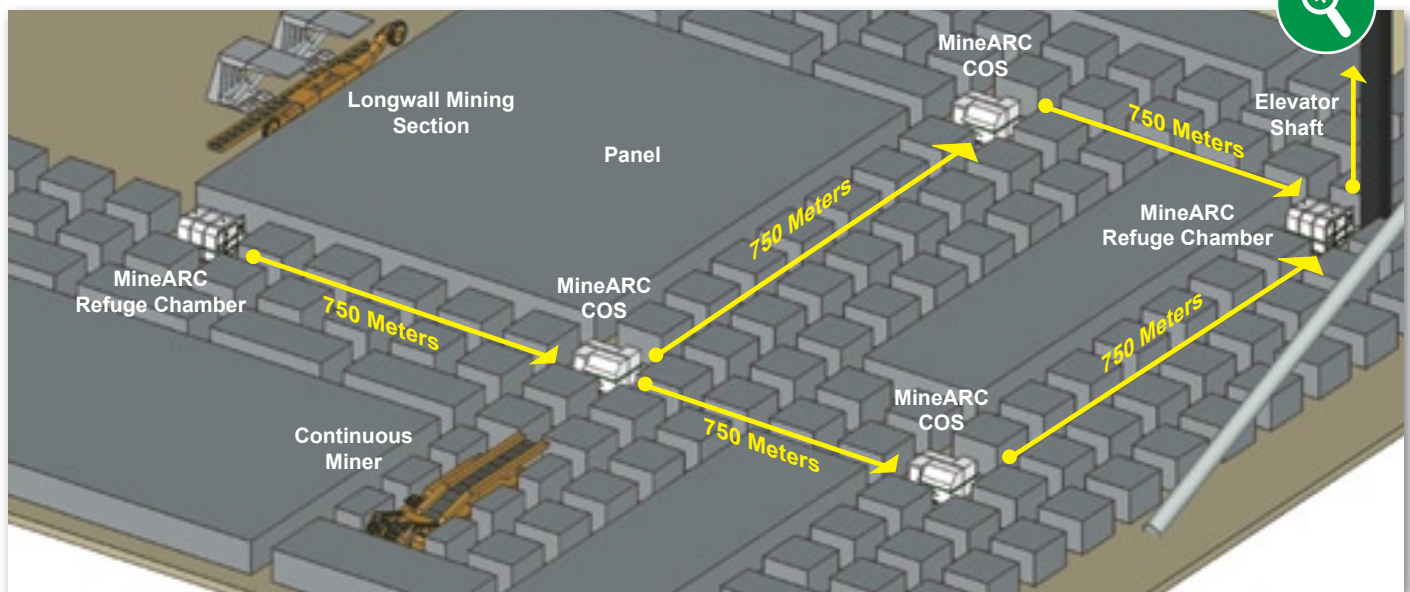 MineARC
COS
Longwall Mining
Section
Panel
750 Meters
Elevator
Shaft
750 Meters
MineARC
Refuge Chamber
MineARC
Refuge Chamber
MineARC
COS
750 Meters
750 Meters
MineARC
COS
750 Meters
Continuous
Miner